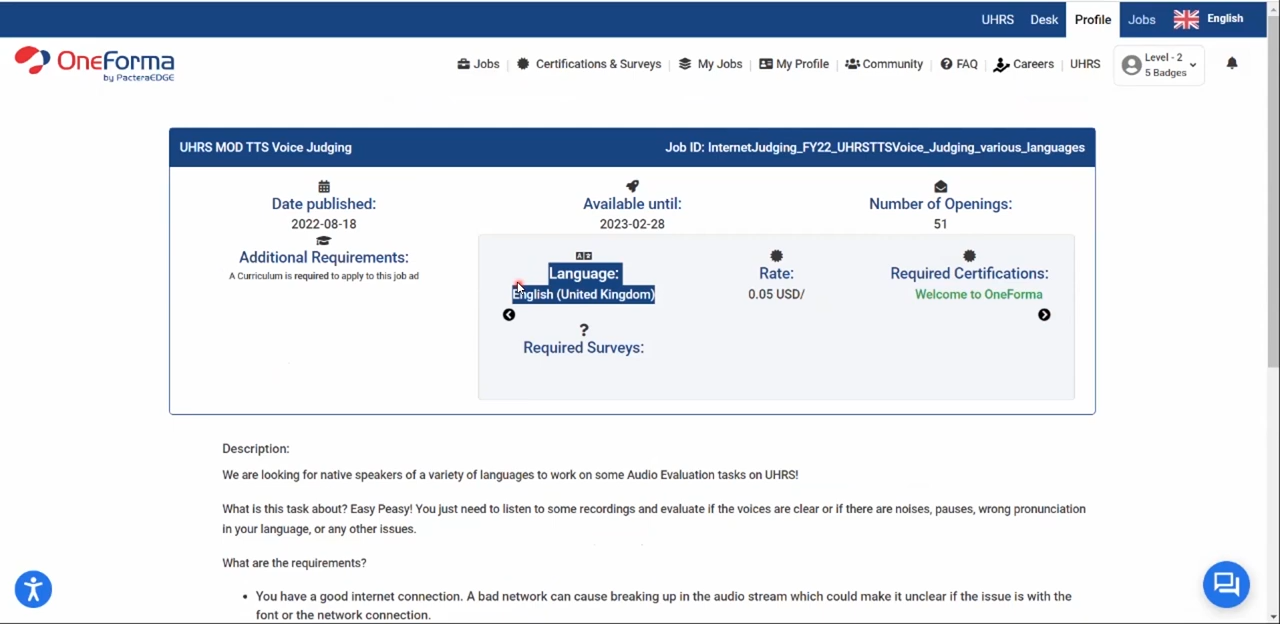 UHRS Desk Profile Jobs English
OneForma
by PacteraEDGE
Jobs Certifications & Surveys My Jobs My Profile Community FAQ Careers UHRS Level - 2
5 Badges
UHRS MOD TTS Voice Judging Job ID: InternetJudging_FY22_UHRSTTSVoice_Judging_various_languages
Date published: Available until: Number of Openings:
2022-08-18 2023-02-28 51
Additional Requirements:
A Curriculum is required to apply to this job ad
Language: Rate: Required Certifications:
English (United Kingdom) 0.05 USD/ Welcome to OneForma
?
Required Surveys:
Description:
We are looking for native speakers of a variety of languages to work on some Audio Evaluation tasks on UHRS!
What is this task about? Easy Peasy! You just need to listen to some recordings and evaluate if the voices are clear or if there are noises, pauses, wrong pronunciation
in your language, or any other issues.
What are the requirements?
• You have a good internet connection. A bad network can cause breaking up in the audio stream which could make it unclear if the issue is with the
font or the network connection.